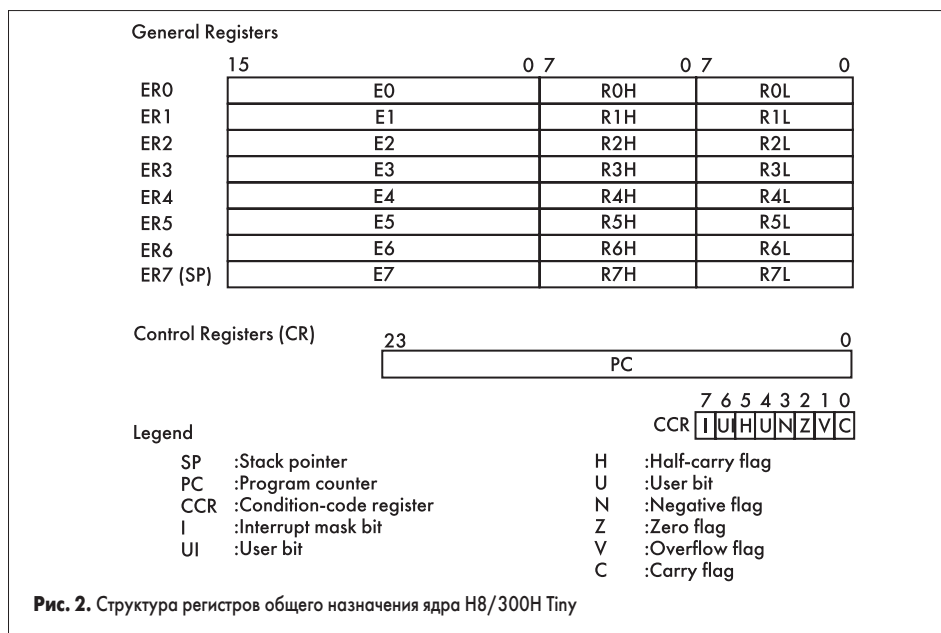 General Registers
15 0 7 0 7 0
ER0 E0 R0H R0L
ER1 E1 R1H R1L
ER2 E2 R2H R2L
ER3 E3 R3H R3L
ER4 E4 R4H R4L
ER5 E5 R5H R5L
ER6 E6 R6H R6L
ER7 (SP) E7 R7H R7L
Control Registers (CR)
23 0
PC
7 6 5 4 3 2 1 0
CCR I UI H U N Z V C
Legend
SP :Stack pointer
PC :Program counter
CCR :Condition-code register
I :Interrupt mask bit
UI :User bit
H :Half-carry flag
U :User bit
N :Negative flag
Z :Zero flag
V :Overflow flag
C :Carry flag
Рис. 2. Структура регистров общего назначения ядра H8/300H Tiny